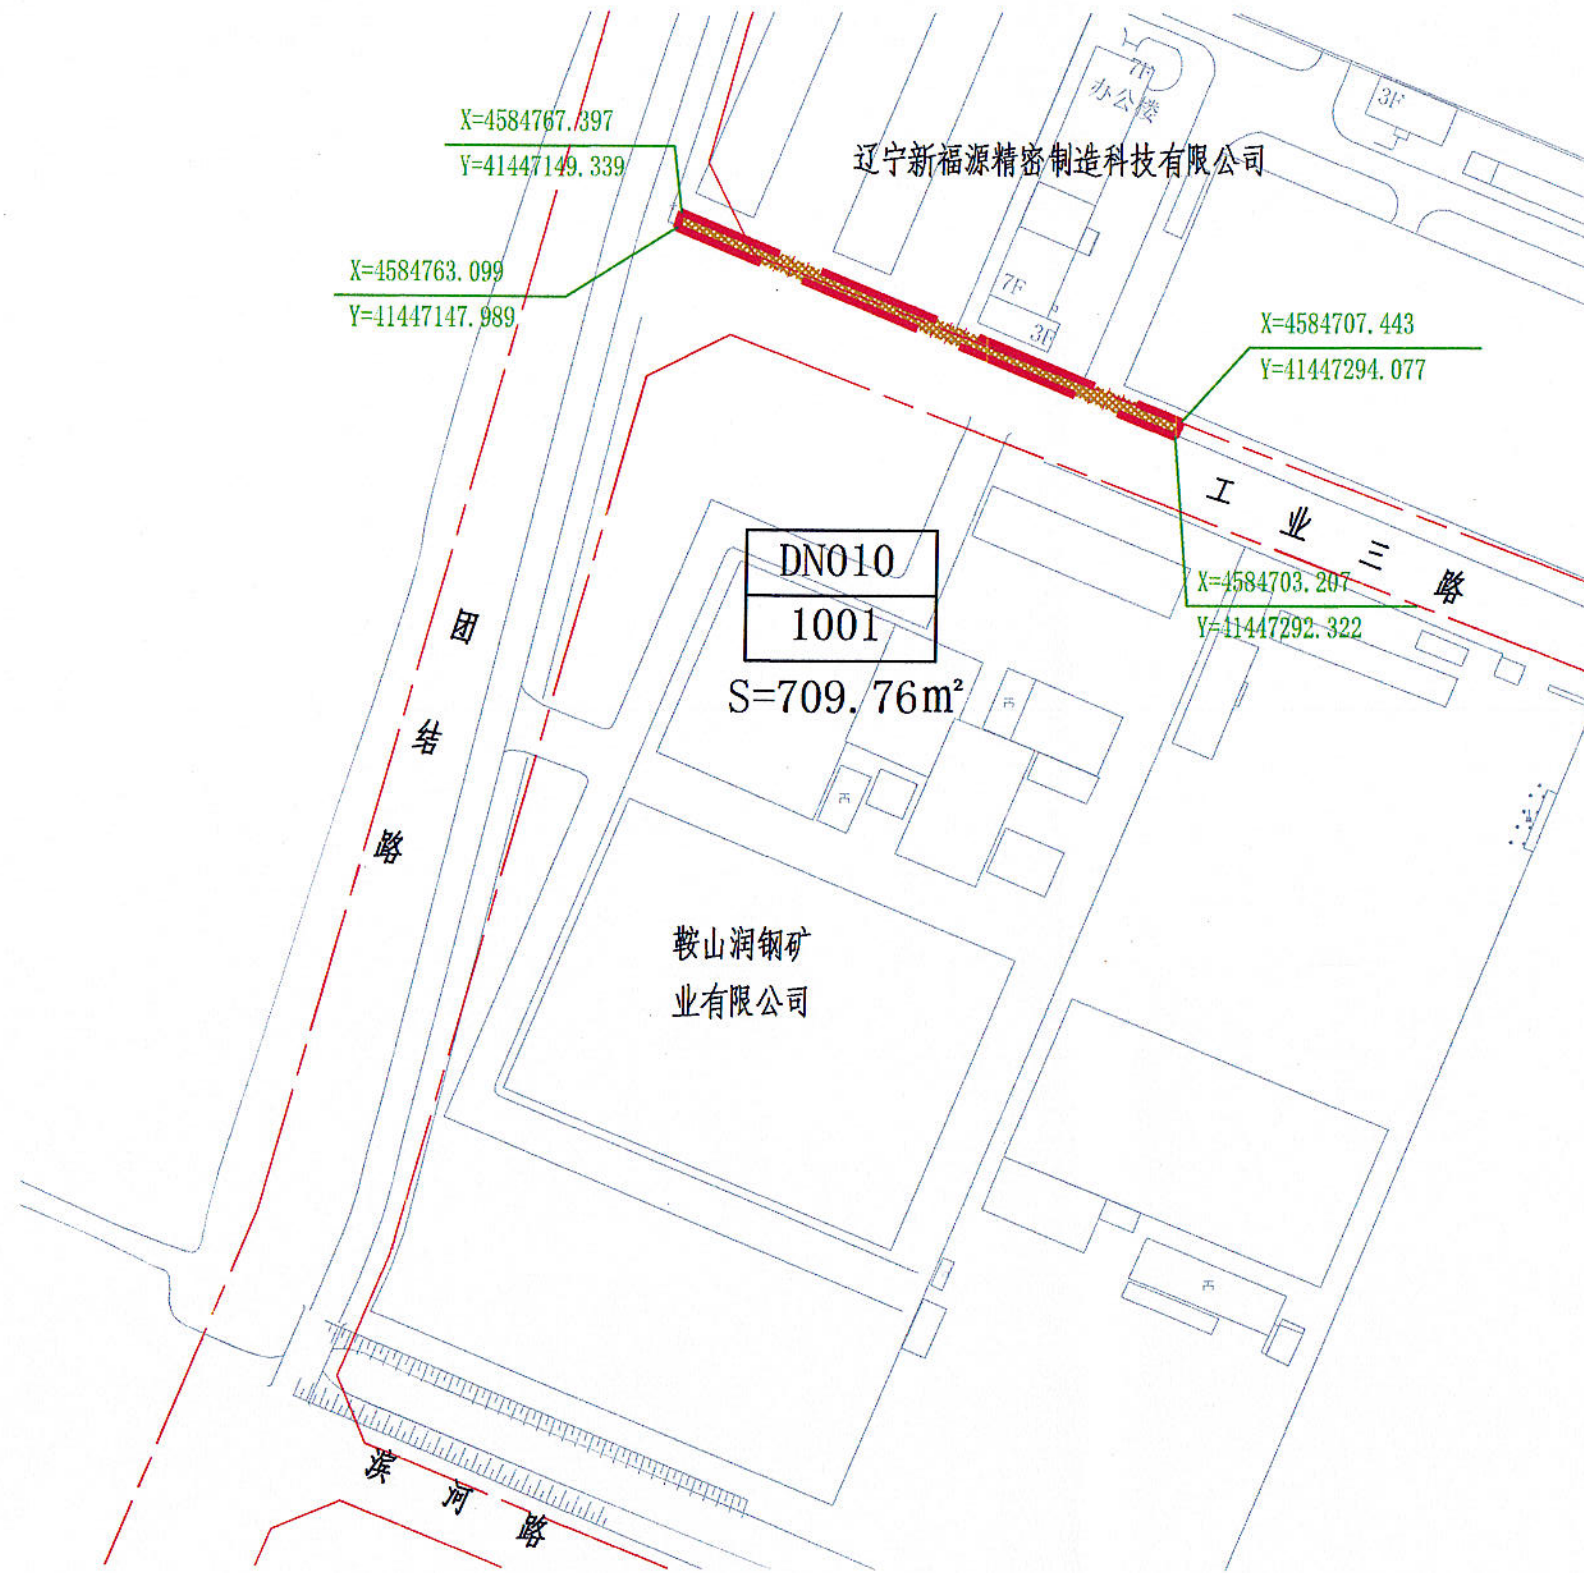 7F
办公楼
3F
X=4584767.397
Y=41447149.339
辽宁新福源精密制造科技有限公司
X=4584763.099
Y=41447147.989
7F
3F
X=4584707.443
Y=41447294.077
工业三路
DN010
1001
S=709.76m²
X=4584703.207
Y=41447292.322
团结路
鞍山润钢矿
业有限公司
滨河路